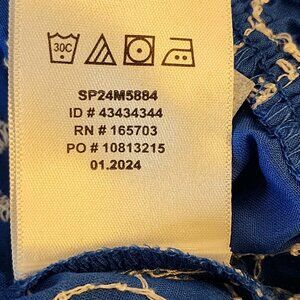 30C
SP24M5884
ID # 43434344
RN # 165703
PO # 10813215
01.2024